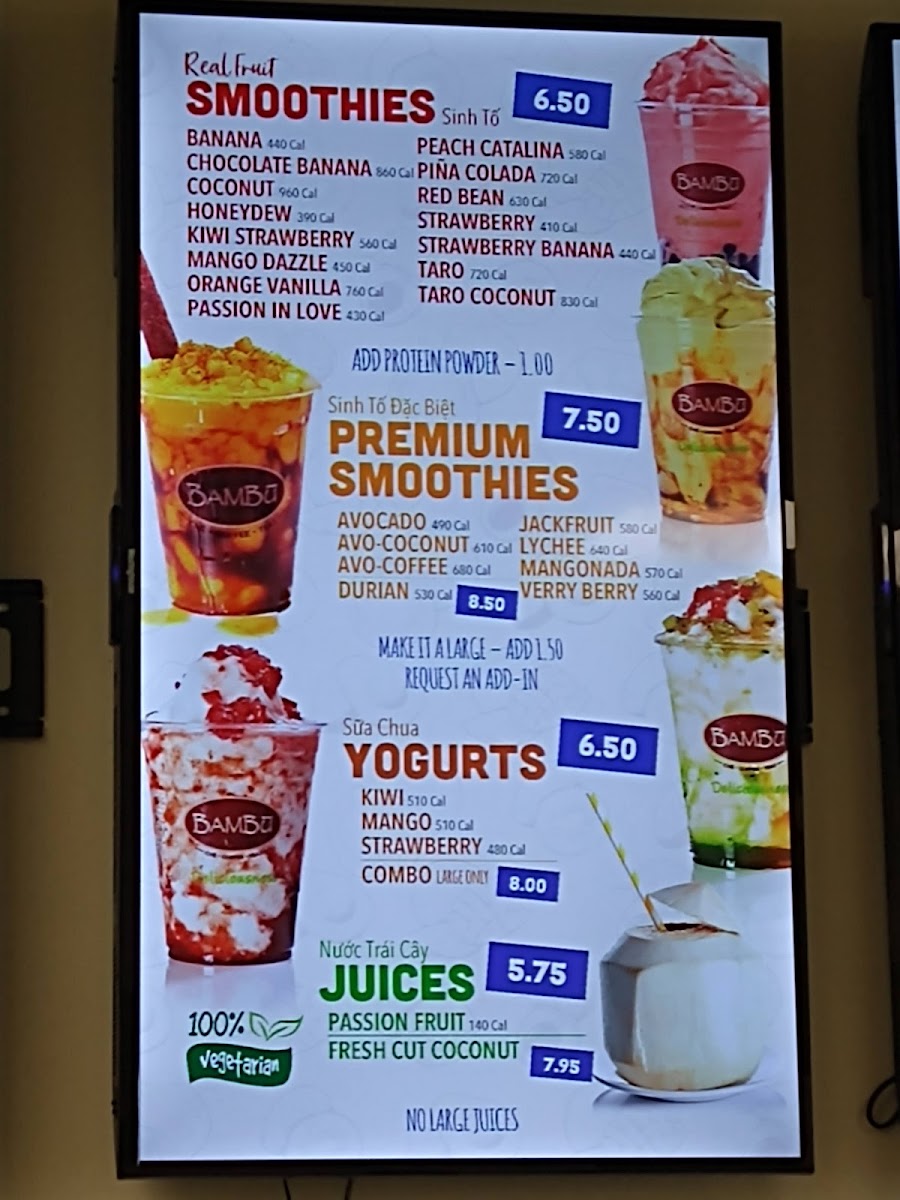 Real Fruit
SMOOTHIES Sinh Tố 6.50
BANANA 440 Cal
CHOCOLATE BANANA 860 Cal
COCONUT 960 Cal
HONEYDEW 390 Cal
KIWI STRAWBERRY 560 Cal
MANGO DAZZLE 450 Cal
ORANGE VANILLA 760 Cal
PASSION IN LOVE 430 Cal
PEACH CATALINA 580 Cal
PIÑA COLADA 720 Cal
RED BEAN 630 Cal
STRAWBERRY 410 Cal
STRAWBERRY BANANA 440 Cal
TARO 720 Cal
TARO COCONUT 830 Cal
BAMBŪ
ADD PROTEIN POWDER – 1.00
Sinh Tố Đặc Biệt
PREMIUM 7.50
SMOOTHIES
AVOCADO 490 Cal
AVO-COCONUT 610 Cal
AVO-COFFEE 680 Cal
DURIAN 530 Cal 8.50
JACKFRUIT 580 Cal
LYCHEE 640 Cal
MANGONADA 570 Cal
VERRY BERRY 560 Cal
BAMBŪ
BAMBŪ
MAKE IT A LARGE – ADD 1.50
REQUEST AN ADD-IN
Sữa Chua
YOGURTS 6.50
KIWI 510 Cal
MANGO 510 Cal
STRAWBERRY 480 Cal
COMBO LARGE ONLY 8.00
BAMBŪ
Deliciousness
BAMBŪ
Nước Trái Cây
JUICES 5.75
PASSION FRUIT 140 Cal
FRESH CUT COCONUT 7.95
100%
vegetarian
NO LARGE JUICES